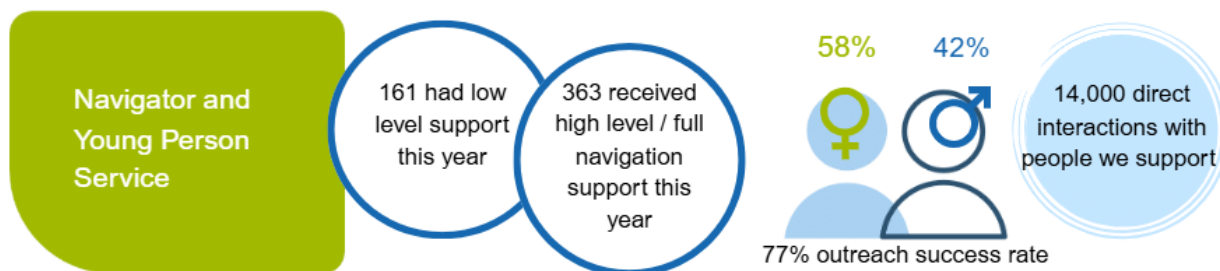 Navigator and
Young Person
Service
161 had low
level support
this year
363 received
high level / full
navigation
support this
year
58%
42%
77% outreach success rate
14,000 direct
interactions with
people we support